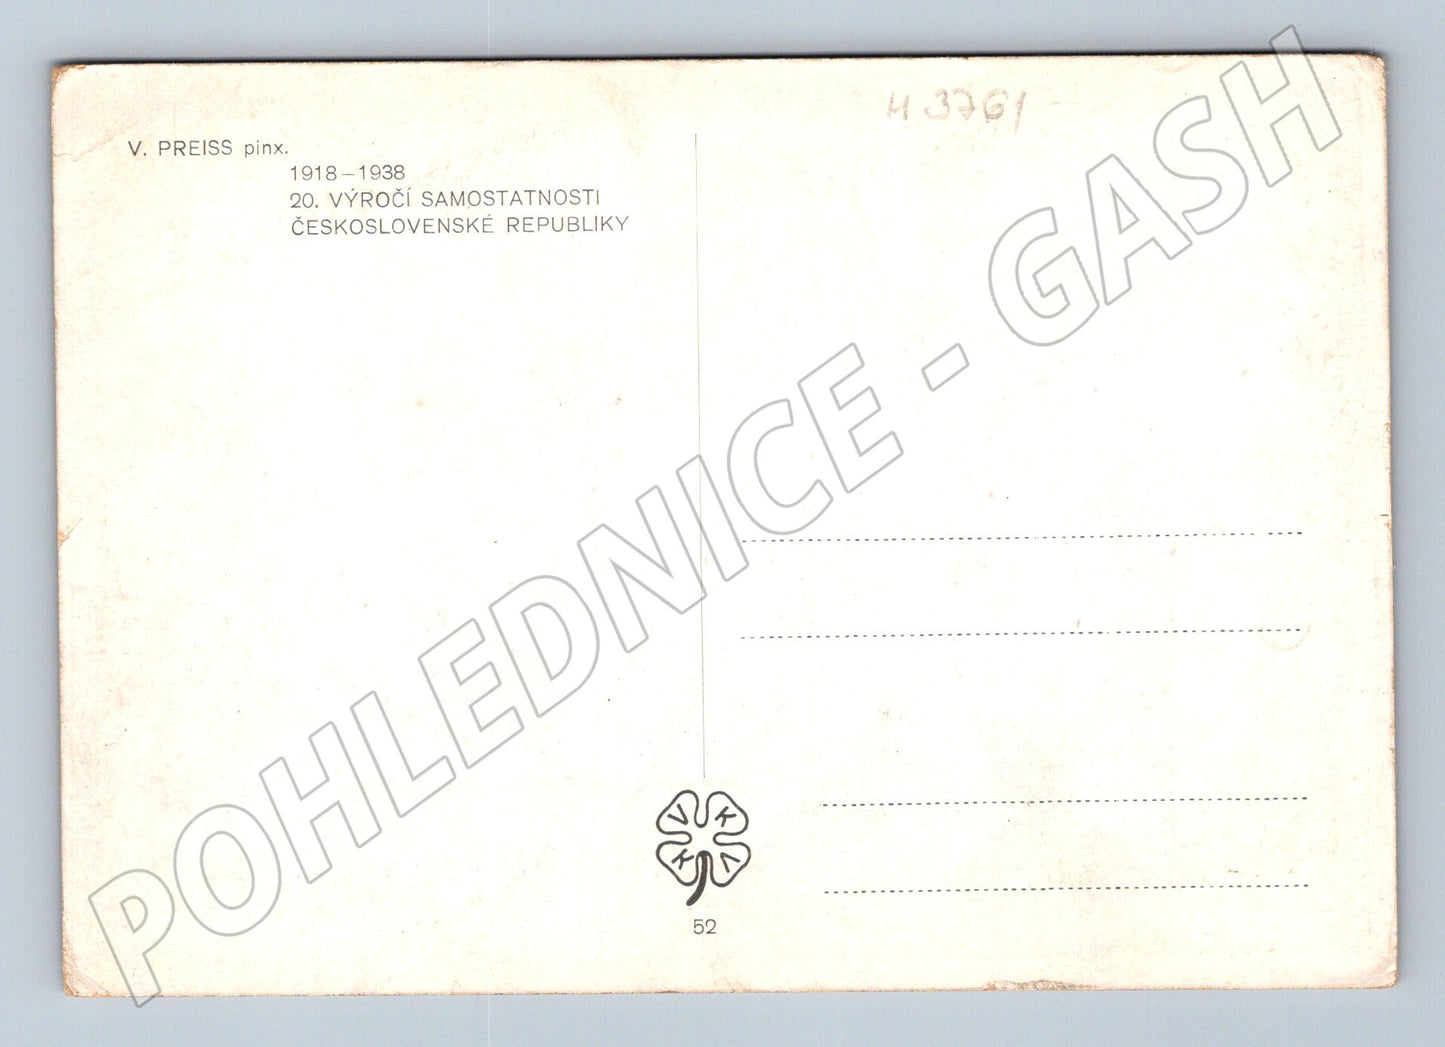 H 3761
V. PREISS pinx.
1918–1938
20. VÝROČÍ SAMOSTATNOSTI
ČESKOSLOVENSKÉ REPUBLIKY
POHLEDNICE - GASH
V K
K V
52